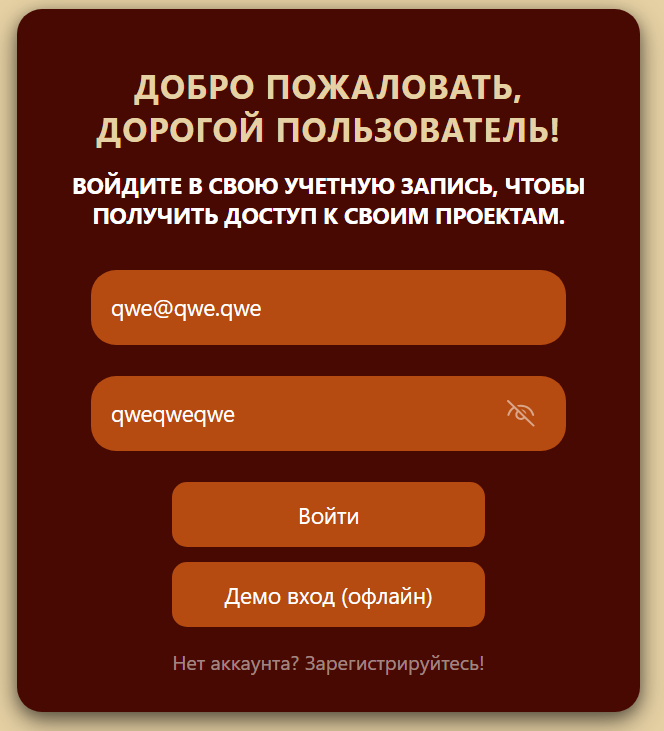 ДОБРО ПОЖАЛОВАТЬ,
ДОРОГОЙ ПОЛЬЗОВАТЕЛЬ!
ВОЙДИТЕ В СВОЮ УЧЕТНУЮ ЗАПИСЬ, ЧТОБЫ
ПОЛУЧИТЬ ДОСТУП К СВОИМ ПРОЕКТАМ.
qwe@qwe.qwe
qweqweqwe
Войти
Демо вход (офлайн)
Нет аккаунта? Зарегистрируйтесь!